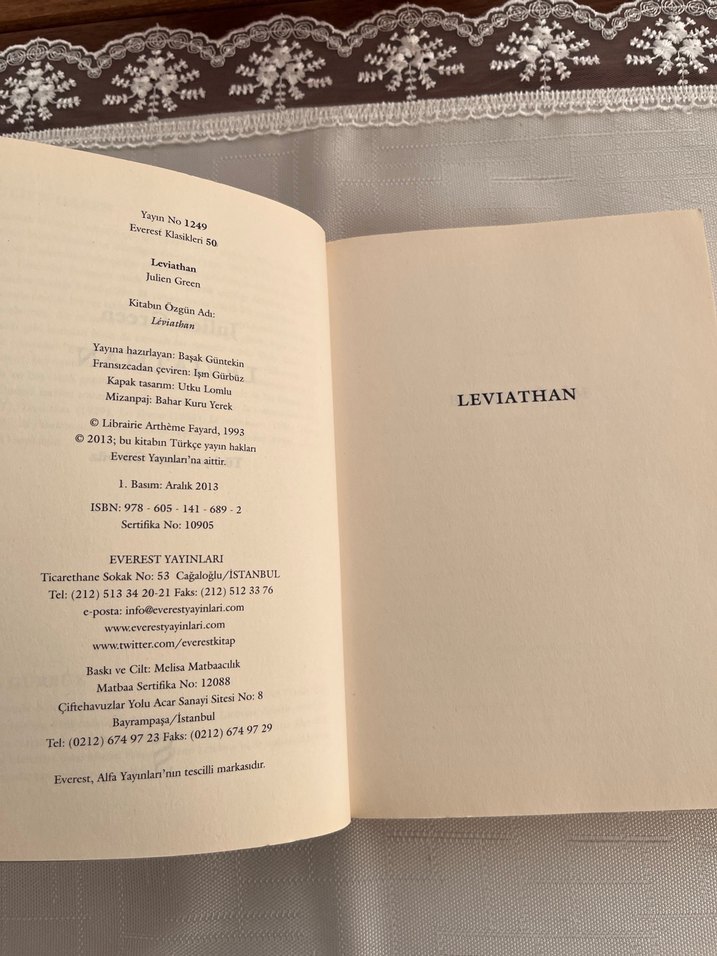 Yayın No 1249
Everest Klasikleri 50
Leviathan
Julien Green
Kitabın Özgün Adı:
Léviathan
Yayına hazırlayan: Başak Güntekin
Fransızcadan çeviren: Işın Gürbüz
Kapak tasarım: Utku Lomlu
Mizanpaj: Bahar Kuru Yerek
© Librairie Arthème Fayard, 1993
© 2013; bu kitabın Türkçe yayın hakları
Everest Yayınları'na aittir.
1. Basım: Aralık 2013
ISBN: 978 - 605 - 141 - 689 - 2
Sertifika No: 10905
EVEREST YAYINLARI
Ticarethane Sokak No: 53 Cağaloğlu/İSTANBUL
Tel: (212) 513 34 20-21 Faks: (212) 512 33 76
e-posta: info@everestyayinlari.com
www.everestyayinlari.com
www.twitter.com/everestkitap
Baskı ve Cilt: Melisa Matbaacılık
Matbaa Sertifika No: 12088
Çiftehavuzlar Yolu Acar Sanayi Sitesi No: 8
Bayrampaşa/İstanbul
Tel: (0212) 674 97 23 Faks: (0212) 674 97 29
Everest, Alfa Yayınları'nın tescilli markasıdır.
LEVIATHAN